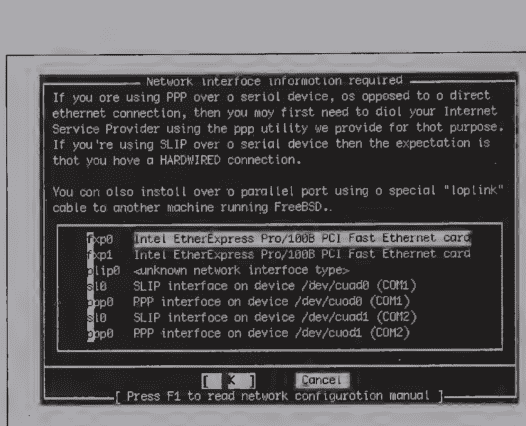 Network interface information required
If you are using PPP over a serial device, as opposed to a direct
ethernet connection, then you may first need to dial your Internet
Service Provider using the ppp utility we provide for that purpose.
If you're using SLIP over a serial device then the expectation is
that you have a HARDWIRED connection.
You can also install over a parallel port using a special "laplink"
cable to another machine running FreeBSD.
fxp0 Intel EtherExpress Pro/100B PCI Fast Ethernet card
fxp1 Intel EtherExpress Pro/100B PCI Fast Ethernet card
plip0 <unknown network interface type>
sl0 SLIP interface on device /dev/cuad0 (COM1)
ppp0 PPP interface on device /dev/cuad0 (COM1)
sl0 SLIP interface on device /dev/cuad1 (COM2)
ppp0 PPP interface on device /dev/cuad1 (COM2)
[ K ] Cancel
[ Press F1 to read network configuration manual ]